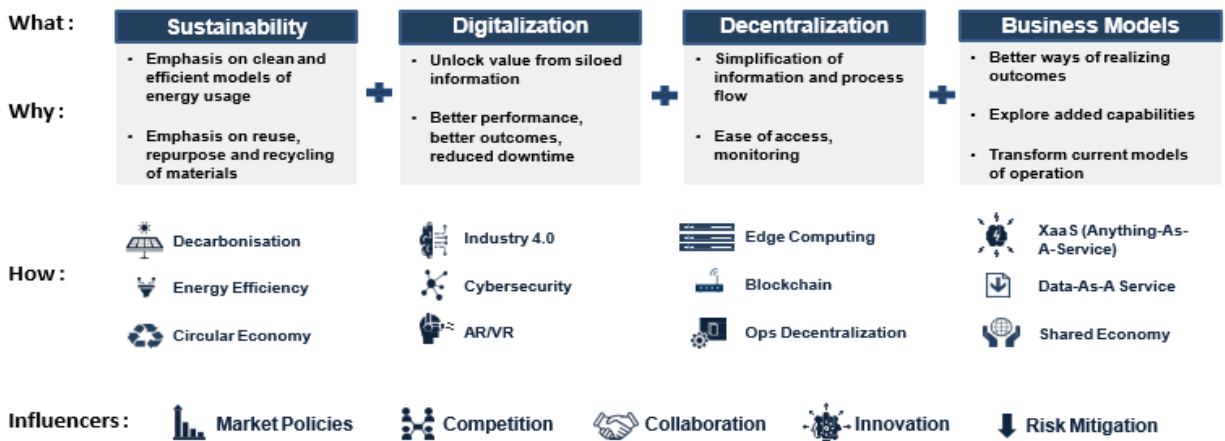 What :
Sustainability
Digitalization
Decentralization
Business Models
Why :
• Emphasis on clean and
efficient models of
energy usage
• Emphasis on reuse,
repurpose and recycling
of materials
• Unlock value from siloed
information
• Better performance,
better outcomes,
reduced downtime
• Simplification of
information and process
flow
• Ease of access,
monitoring
• Better ways of realizing
outcomes
• Explore added capabilities
• Transform current models
of operation
How :
Decarbonisation
Energy Efficiency
Circular Economy
Industry 4.0
Cybersecurity
AR/VR
Edge Computing
Blockchain
Ops Decentralization
XaaS (Anything-As-
A-Service)
Data-As-A Service
Shared Economy
Influencers :
Market Policies
Competition
Collaboration
Innovation
Risk Mitigation